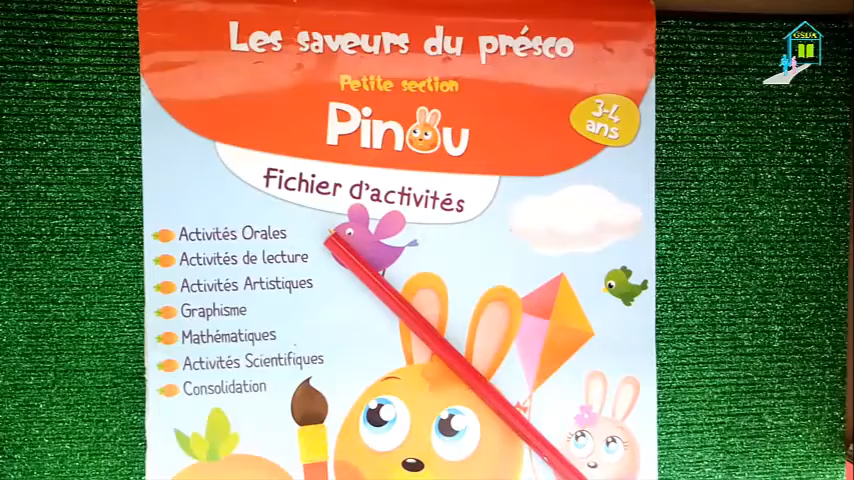 Les saveurs du présco
Petite section
Pinou
3-4
ans
Fichier d'activités
Activités Orales
Activités de lecture
Activités Artistiques
Graphisme
Mathématiques
Activités Scientifiques
Consolidation